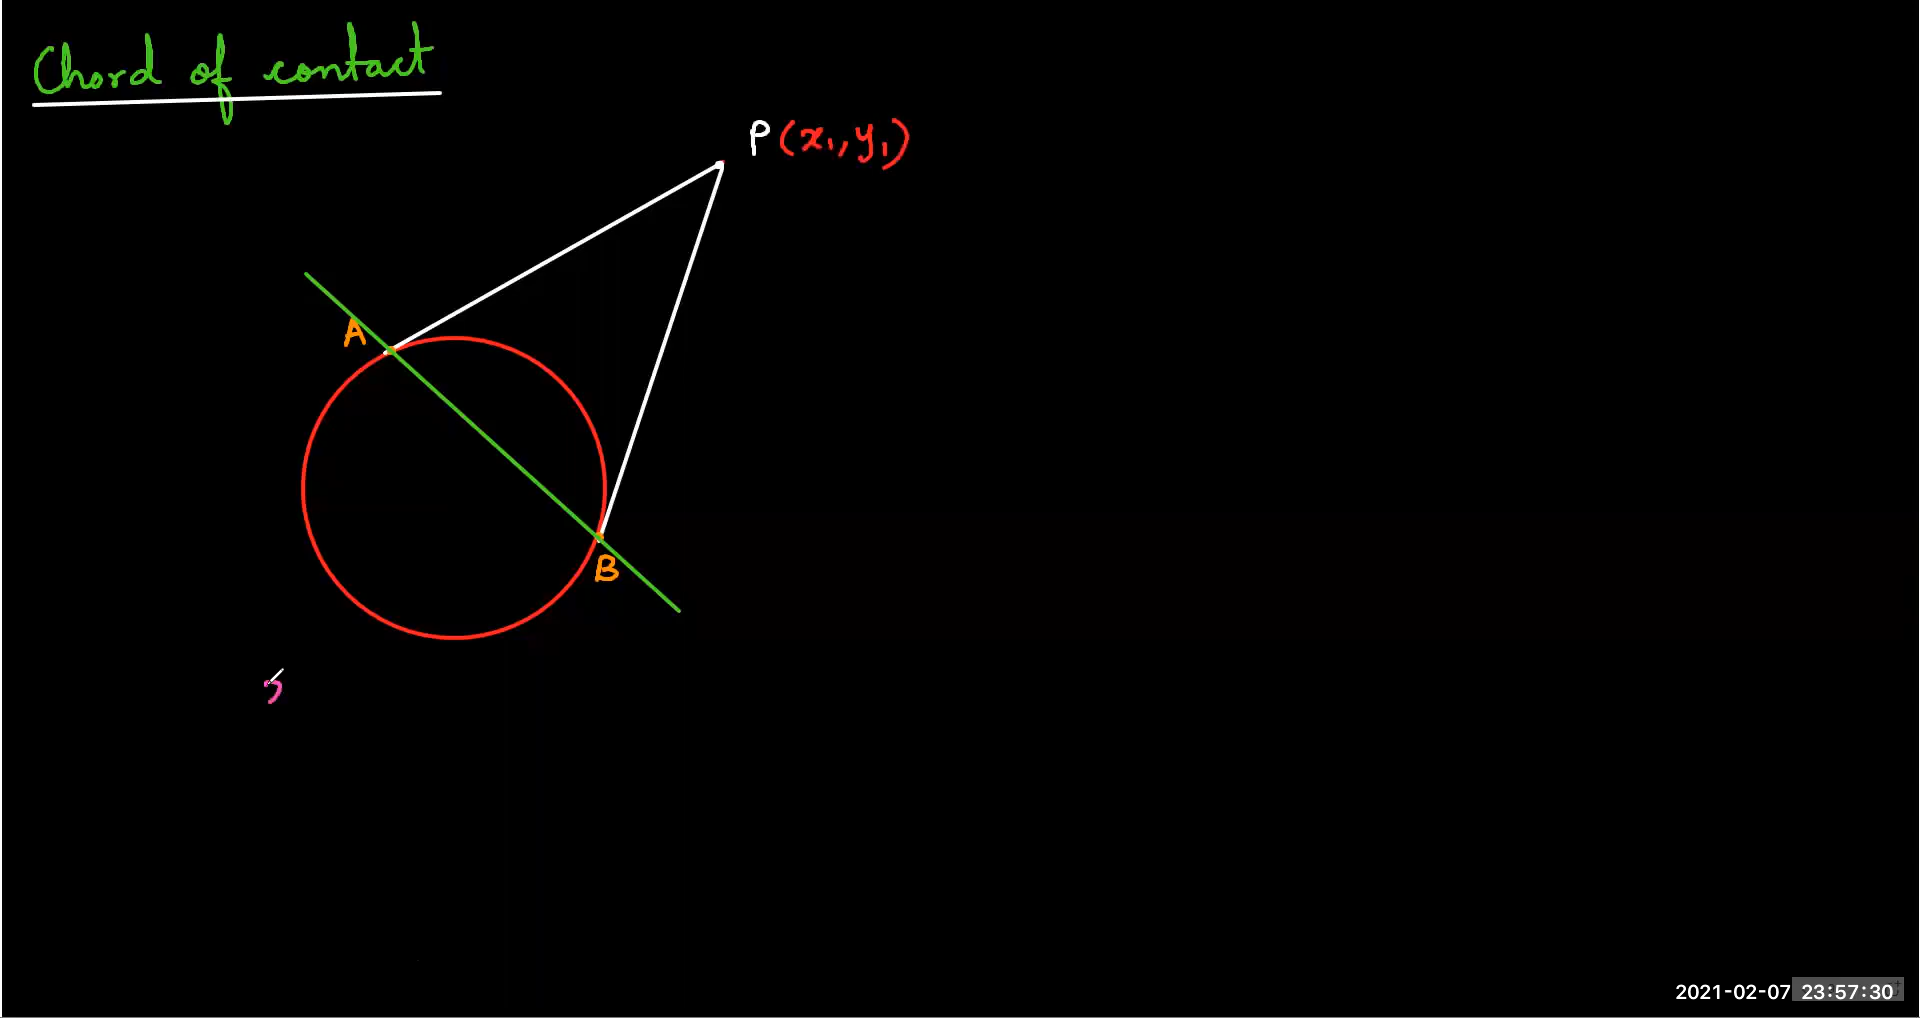 Chord of contact
P(x₁, y₁)
A
B
2021-02-07 23:57:30